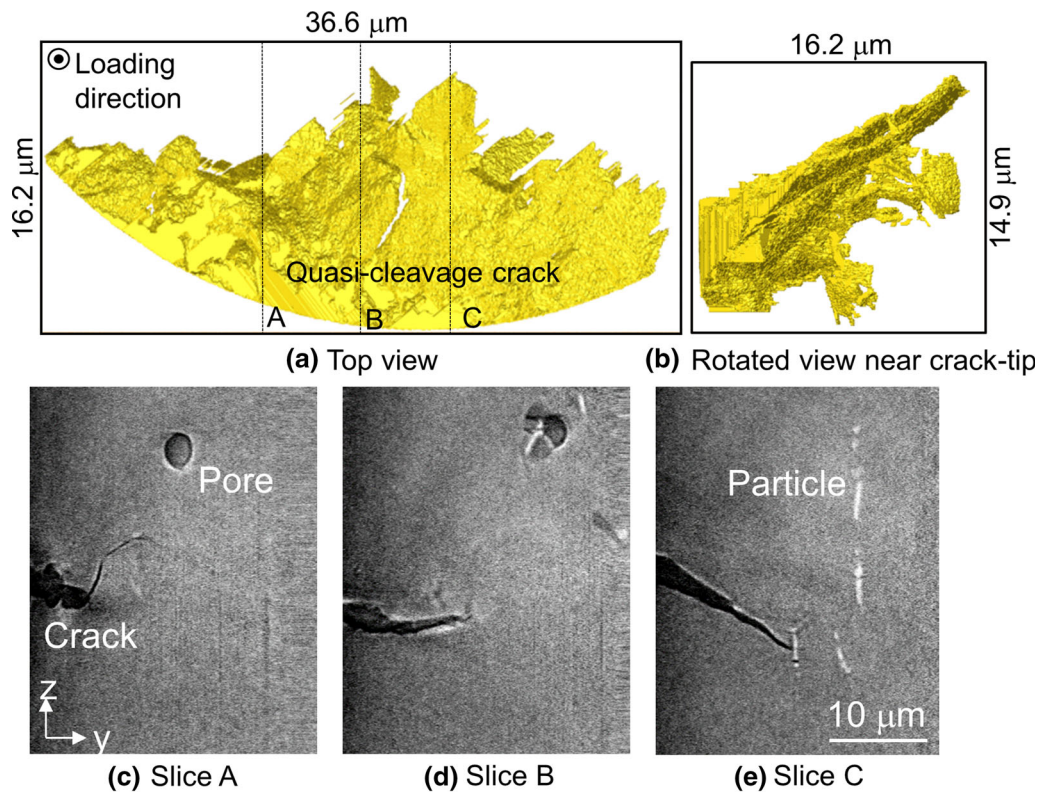 36.6 μm
Loading
direction
16.2 μm
Quasi-cleavage crack
A
B
C
(a) Top view
16.2 μm
14.9 μm
(b) Rotated view near crack-tip
Pore
Crack
z
y
(c) Slice A
(d) Slice B
Particle
10 μm
(e) Slice C